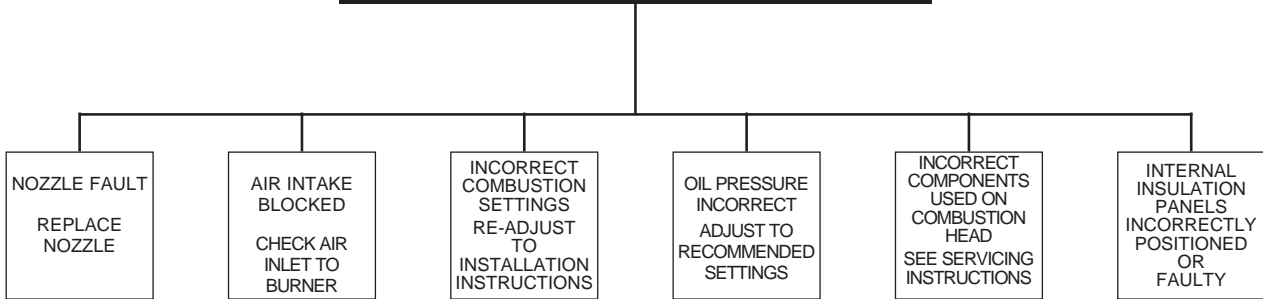 NOZZLE FAULT
REPLACE
NOZZLE
AIR INTAKE
BLOCKED
CHECK AIR
INLET TO
BURNER
INCORRECT
COMBUSTION
SETTINGS
RE-ADJUST
TO
INSTALLATION
INSTRUCTIONS
OIL PRESSURE
INCORRECT
ADJUST TO
RECOMMENDED
SETTINGS
INCORRECT
COMPONENTS
USED ON
COMBUSTION
HEAD
SEE SERVICING
INSTRUCTIONS
INTERNAL
INSULATION
PANELS
INCORRECTLY
POSITIONED
OR
FAULTY